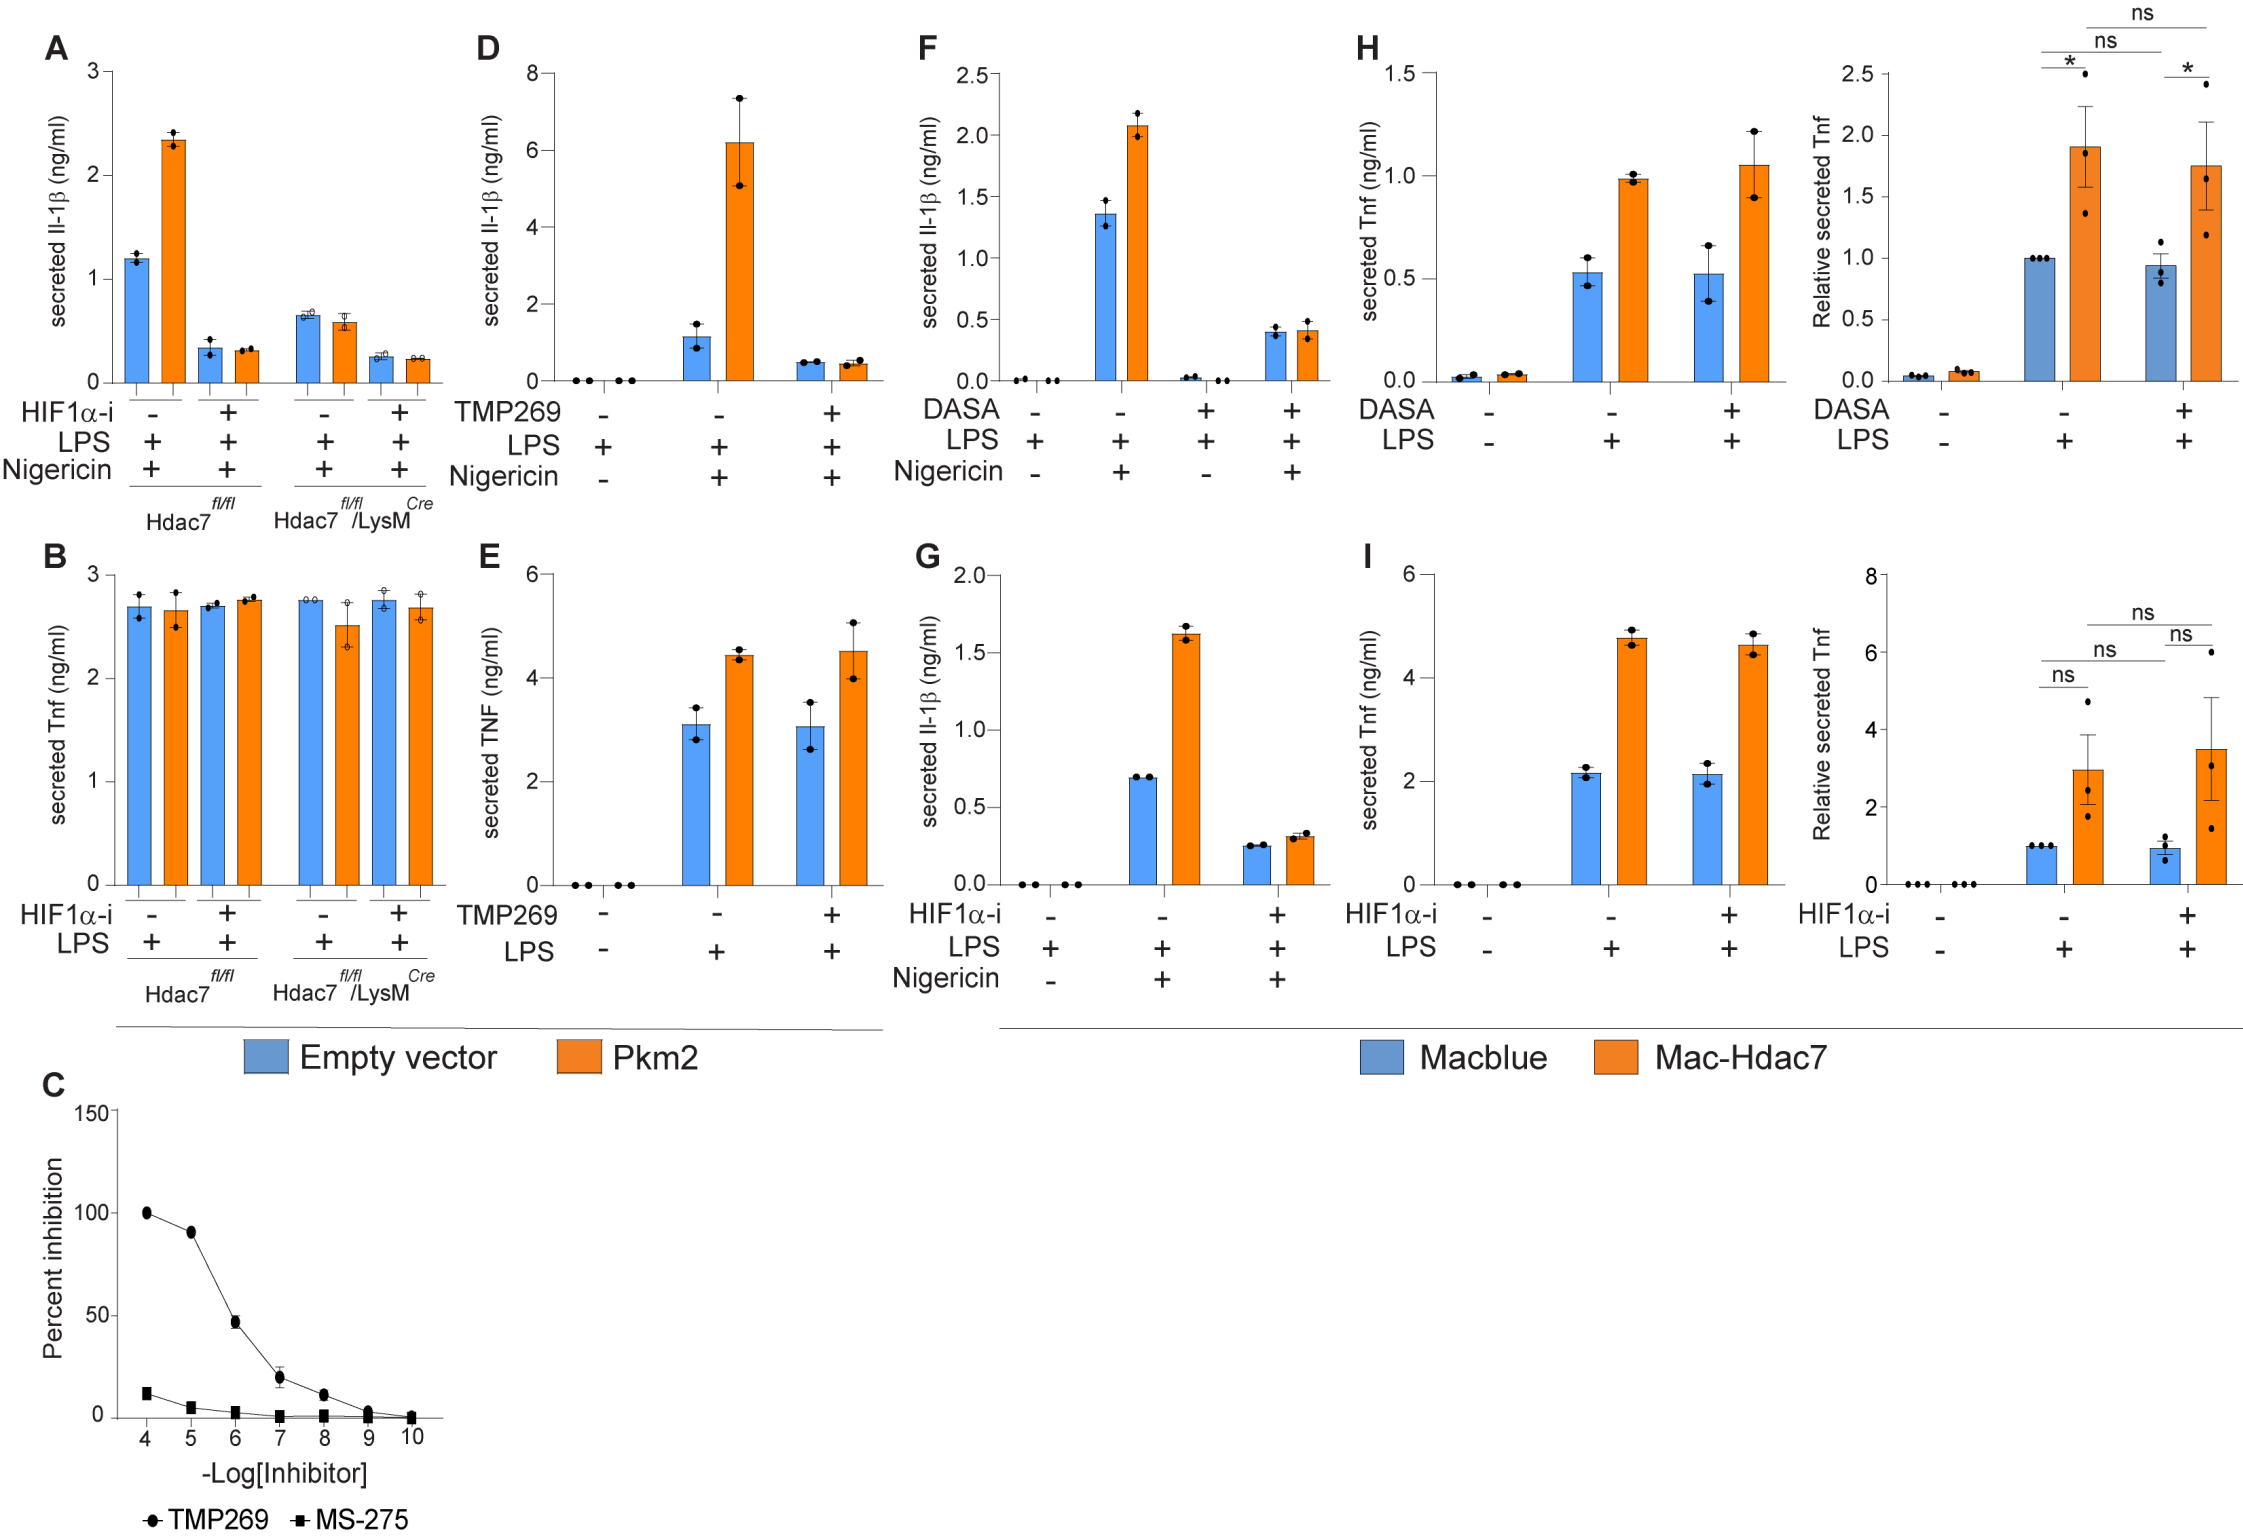 A
secreted Il-1β (ng/ml)
3
2
1
0
HIF1α-i - + - +
LPS + + + +
Nigericin + + + +
Hdac7fl/fl Hdac7fl/fl/LysMCre
D
secreted Il-1β (ng/ml)
8
6
4
2
0
TMP269 - - +
LPS + + +
Nigericin - + +
F
secreted Il-1β (ng/ml)
2.5
2.0
1.5
1.0
0.5
0.0
DASA - - + +
LPS + + + +
Nigericin - + - +
H
secreted Tnf (ng/ml)
1.5
1.0
0.5
0.0
DASA - - +
LPS - + +
Relative secreted Tnf
2.5
2.0
1.5
1.0
0.5
0.0
ns
ns
* *
DASA - - +
LPS - + +
B
secreted Tnf (ng/ml)
3
2
1
0
HIF1α-i - + - +
LPS + + + +
Hdac7fl/fl Hdac7fl/fl/LysMCre
E
secreted TNF (ng/ml)
6
4
2
0
TMP269 - - +
LPS - + +
G
secreted Il-1β (ng/ml)
2.0
1.5
1.0
0.5
0.0
HIF1α-i - - +
LPS + + +
Nigericin - + +
I
secreted Tnf (ng/ml)
6
4
2
0
HIF1α-i - - +
LPS - + +
Relative secreted Tnf
8
6
4
2
0
ns
ns ns
ns
HIF1α-i - - +
LPS - + +
Empty vector Pkm2
Macblue Mac-Hdac7
C
Percent inhibition
150
100
50
0
4 5 6 7 8 9 10
-Log[Inhibitor]
TMP269 MS-275